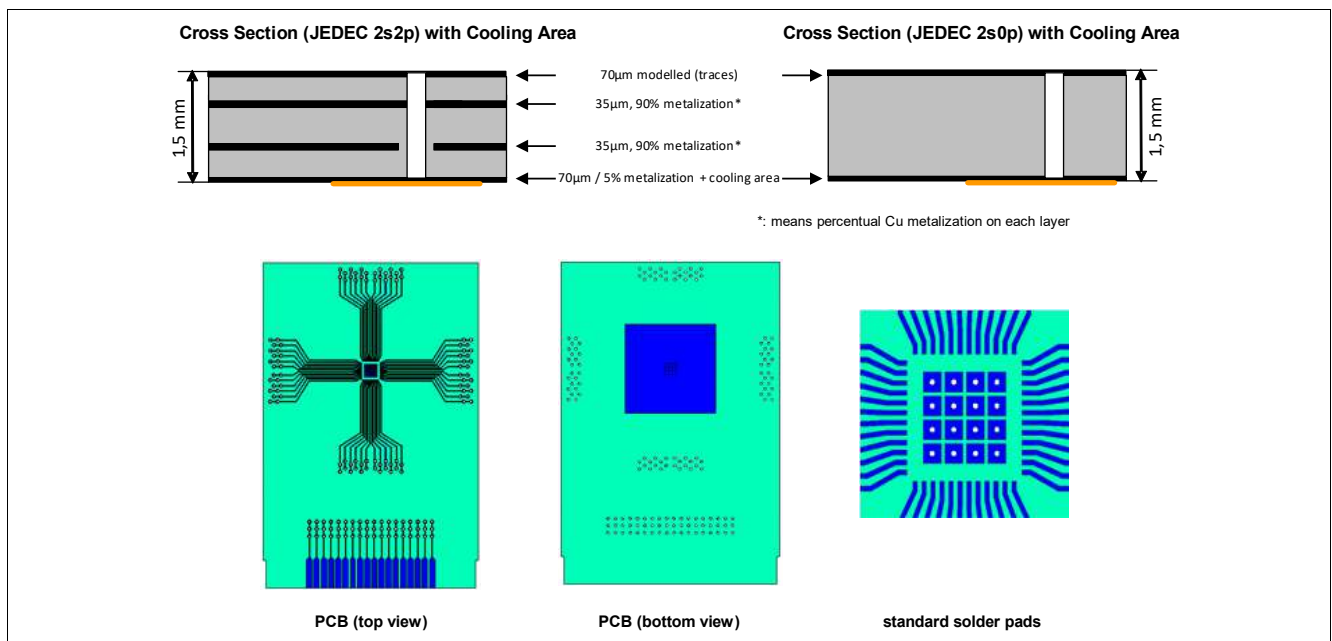 Cross Section (JEDEC 2s2p) with Cooling Area
Cross Section (JEDEC 2s0p) with Cooling Area
1,5 mm
70µm modelled (traces)
35µm, 90% metalization*
35µm, 90% metalization*
70µm / 5% metalization + cooling area
1,5 mm
*: means percentual Cu metalization on each layer
PCB (top view)
PCB (bottom view)
standard solder pads